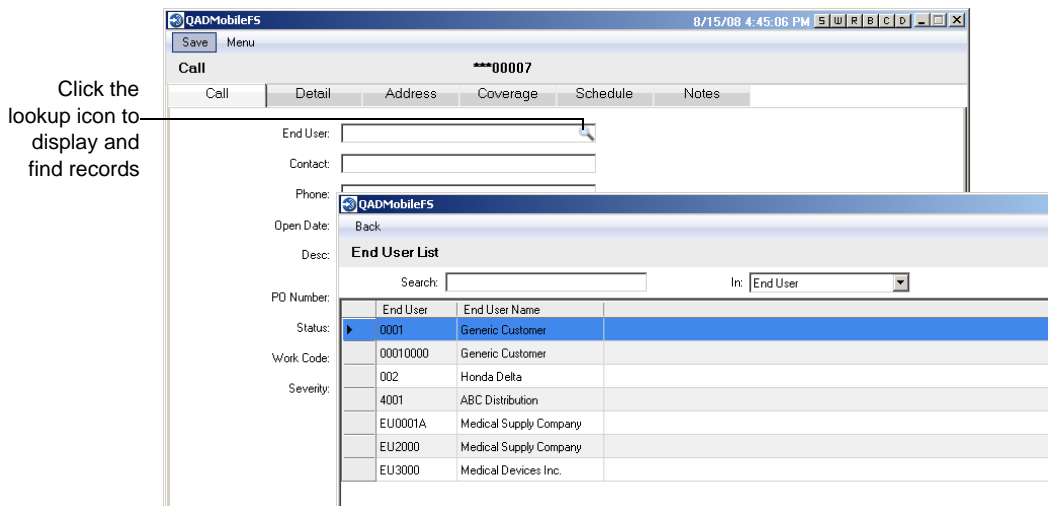 QADMobileFS
8/15/08 4:45:06 PM S W R B C D
Save Menu
Call ***00007
Call Detail Address Coverage Schedule Notes
Click the
lookup icon to
display and
find records
End User:
Contact:
Phone:
Open Date:
Desc:
PO Number:
Status:
Work Code:
Severity:
QADMobileFS
Back
End User List
Search: In: End User
End User End User Name
0001 Generic Customer
00010000 Generic Customer
002 Honda Delta
4001 ABC Distribution
EU0001A Medical Supply Company
EU2000 Medical Supply Company
EU3000 Medical Devices Inc.